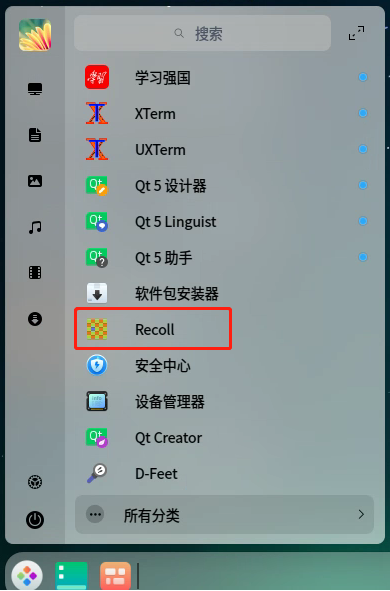 搜索
学习强国
XTerm
UXTerm
Qt 5 设计器
Qt 5 Linguist
Qt 5 助手
软件包安装器
Recoll
安全中心
设备管理器
Qt Creator
D-Feet
所有分类